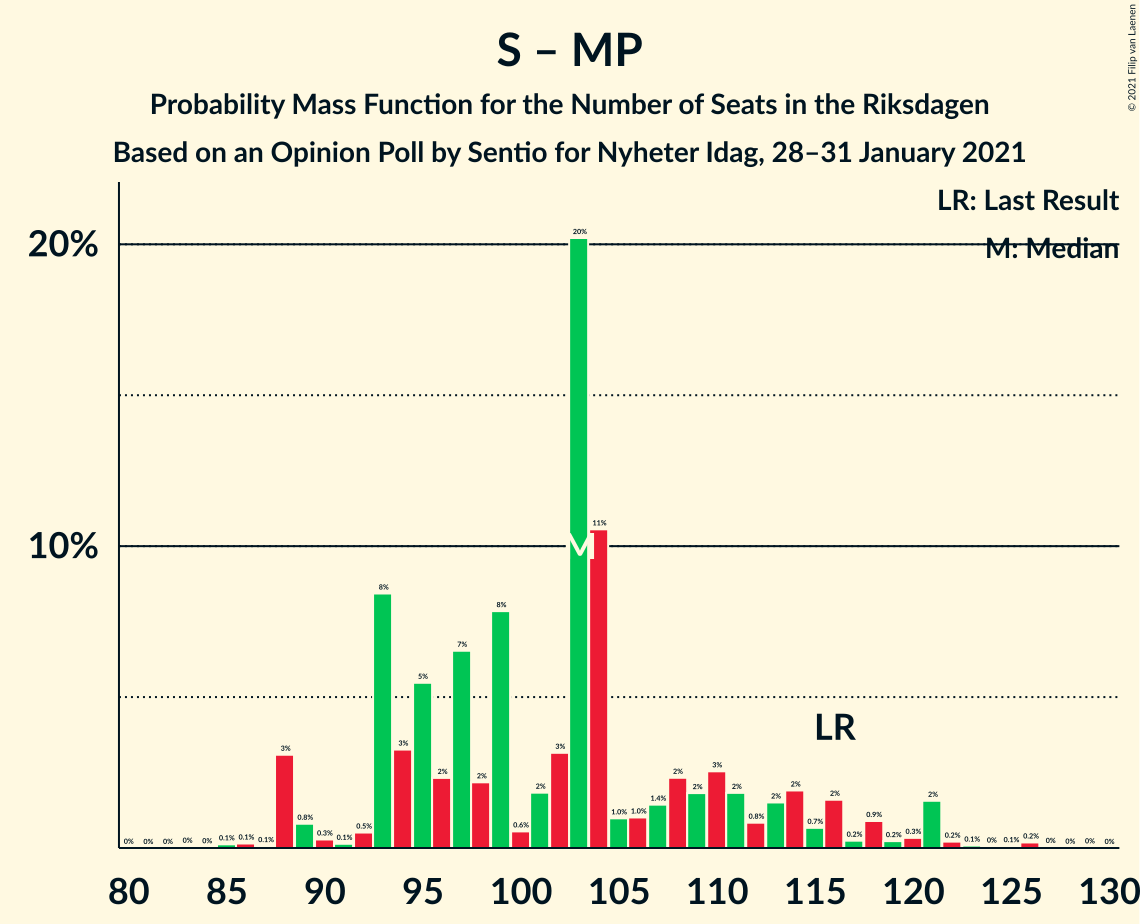 S – MP
Probability Mass Function for the Number of Seats in the Riksdagen
Based on an Opinion Poll by Sentio for Nyheter Idag, 28–31 January 2021
© 2021 Filip van Laenen
LR: Last Result
M: Median
20%
10%
0% 0% 0% 0% 0% 0.1% 0.1% 0.1% 3% 0.8% 0.3% 0.1% 0.5% 8% 3% 5% 2% 7% 2% 8% 0.6% 2% 3% 20% 11% 1.0% 1.0% 1.4% 2% 2% 3% 2% 0.8% 2% 2% 0.7% 2% 0.2% 0.9% 0.2% 0.3% 2% 0.2% 0.1% 0% 0.1% 0.2% 0% 0% 0% 0%
M
LR
80 85 90 95 100 105 110 115 120 125 130